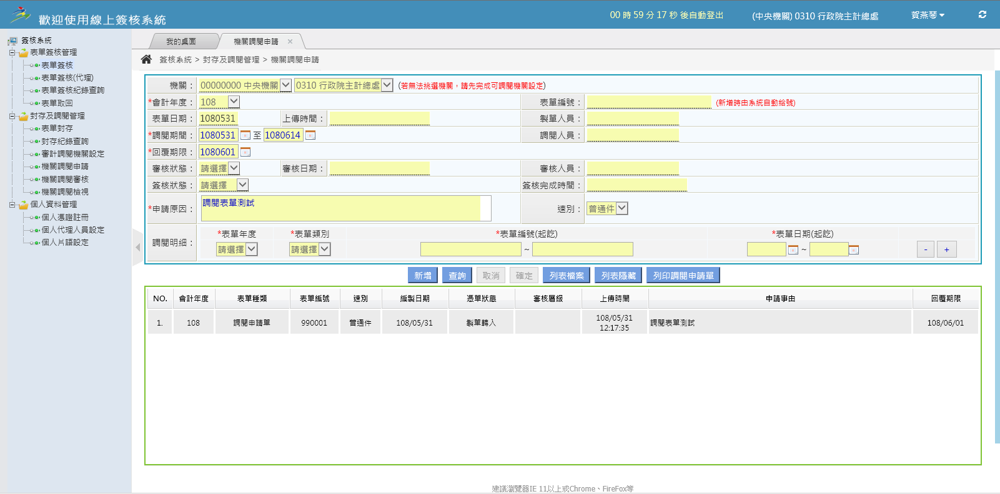 歡迎使用線上簽核系統
00 時 59 分 17 秒 後自動登出
(中央機關) 0310 行政院主計總處
賀燕琴
簽核系統
表單簽核管理
表單簽核
表單簽核(代理)
表單簽核紀錄查詢
表單取回
封存及調閱管理
表單封存
封存紀錄查詢
審計調閱機關設定
機關調閱申請
機關調閱審核
機關調閱檢視
個人資料管理
個人憑證註冊
個人代理人員設定
個人片語設定
我的桌面
機關調閱申請 ×
簽核系統 > 封存及調閱管理 > 機關調閱申請
機關： 00000000 中央機關 0310 行政院主計總處 (若無法挑選機關，請先完成可調閱機關設定)
*會計年度： 108 表單編號： (新增時由系統自動給號)
表單日期： 1080531 上傳時間： 製單人員：
*調閱期間： 1080531 至 1080614 調閱人員：
*回覆期限： 1080601
審核狀態： 請選擇 審核日期： 審核人員：
簽核狀態： 請選擇 簽核完成時間：
*申請原因： 調閱表單測試 速別： 普通件
調閱明細： *表單年度 *表單類別 *表單編號(起訖) *表單日期(起訖)
請選擇 請選擇 ~ ~ - +
新增 查詢 取消 確定 列表檔案 列表隱藏 列印調閱申請單
NO. 會計年度 表單種類 表單編號 速別 編製日期 憑單狀態 審核層級 上傳時間 申請事由 回覆期限
1. 108 調閱申請單 990001 普通件 108/05/31 製單轉入 108/05/31 12:17:35 調閱表單測試 108/06/01
建議瀏覽器IE 11以上或Chrome、FireFox等